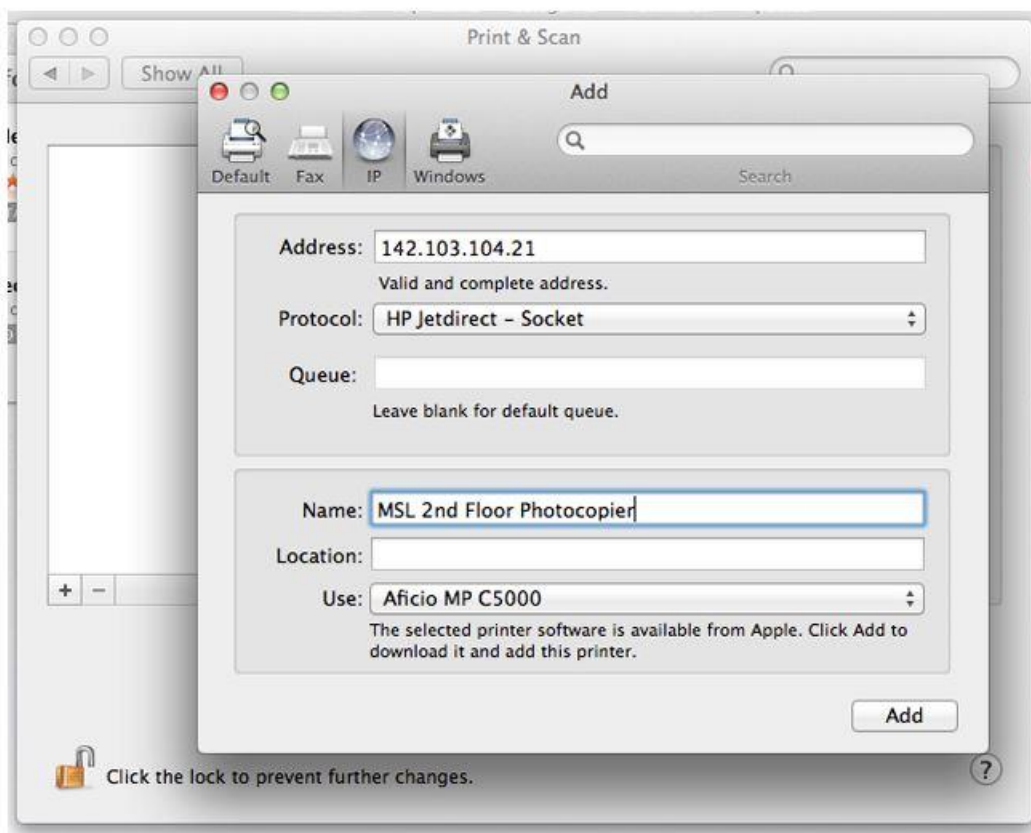 Print & Scan
Show All
Add
Default Fax IP Windows
Search
Address: 142.103.104.21
Valid and complete address.
Protocol: HP Jetdirect – Socket
Queue:
Leave blank for default queue.
Name: MSL 2nd Floor Photocopier
Location:
Use: Aficio MP C5000
The selected printer software is available from Apple. Click Add to
download it and add this printer.
+ −
Add
Click the lock to prevent further changes.
?